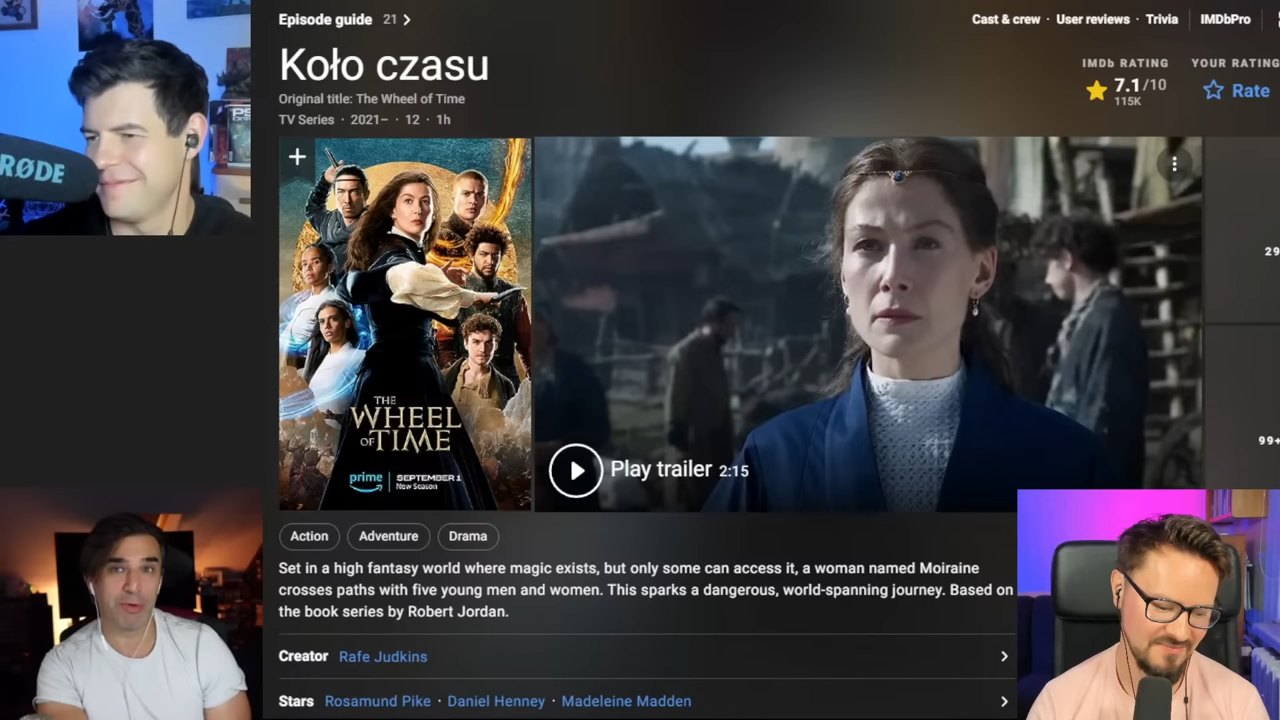 Episode guide 21
Cast & crew · User reviews · Trivia
IMDbPro
Koło czasu
Original title: The Wheel of Time
TV Series · 2021– · 12 · 1h
IMDb RATING
7.1/10
115K
YOUR RATING
Rate
RØDE
THE
WHEEL
OF TIME
prime
SEPTEMBER 1
New Season
Play trailer 2:15
29
99+
Action
Adventure
Drama
Set in a high fantasy world where magic exists, but only some can access it, a woman named Moiraine
crosses paths with five young men and women. This sparks a dangerous, world-spanning journey. Based on
the book series by Robert Jordan.
Creator Rafe Judkins
Stars Rosamund Pike · Daniel Henney · Madeleine Madden